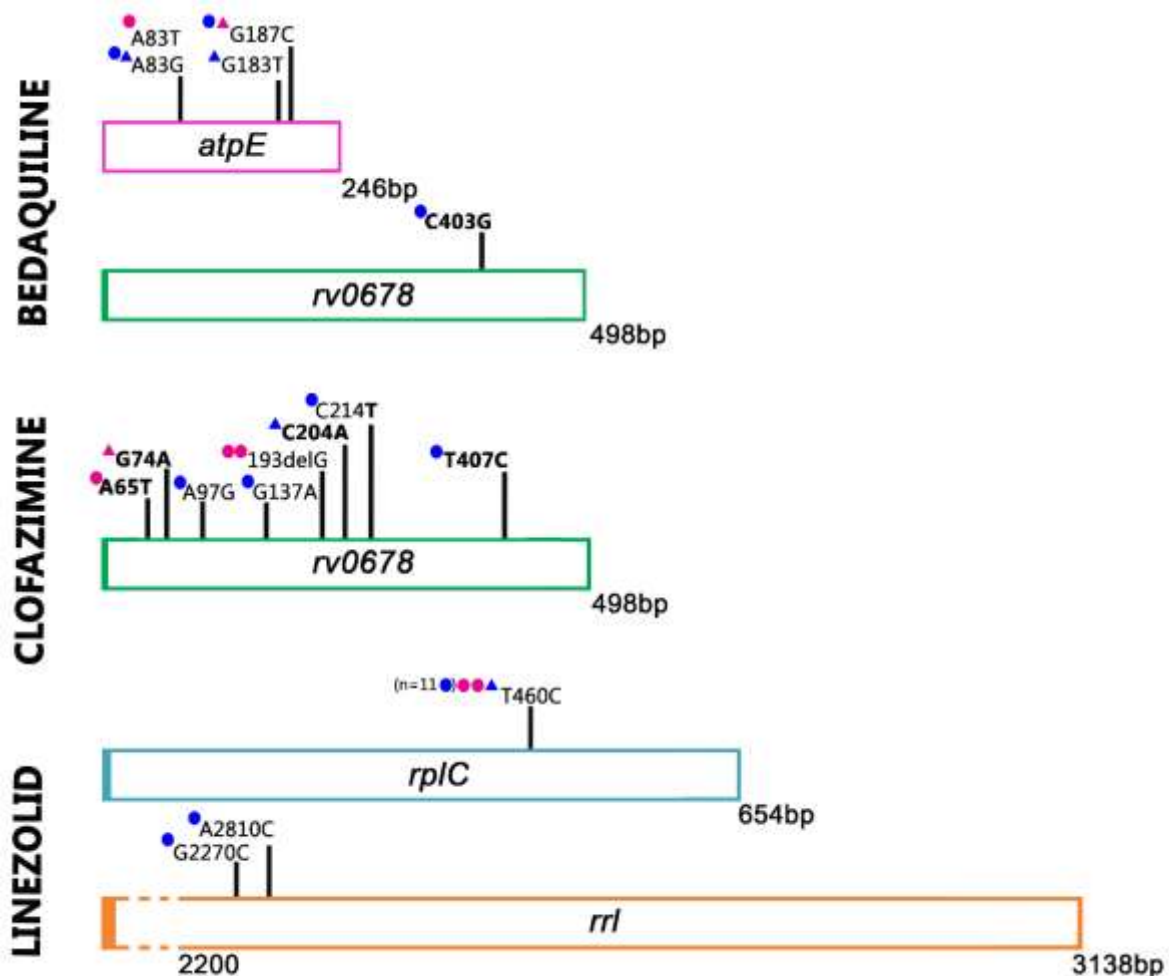 BEDAQUILINE
A83T
G187C
A83G
G183T
atpE
246bp
C403G
rv0678
498bp
CLOFAZIMINE
C214T
C204A
G74A
193delG
T407C
A65T
A97G
G137A
rv0678
498bp
LINEZOLID
(n=11)
T460C
rplC
654bp
A2810C
G2270C
rrl
2200
3138bp